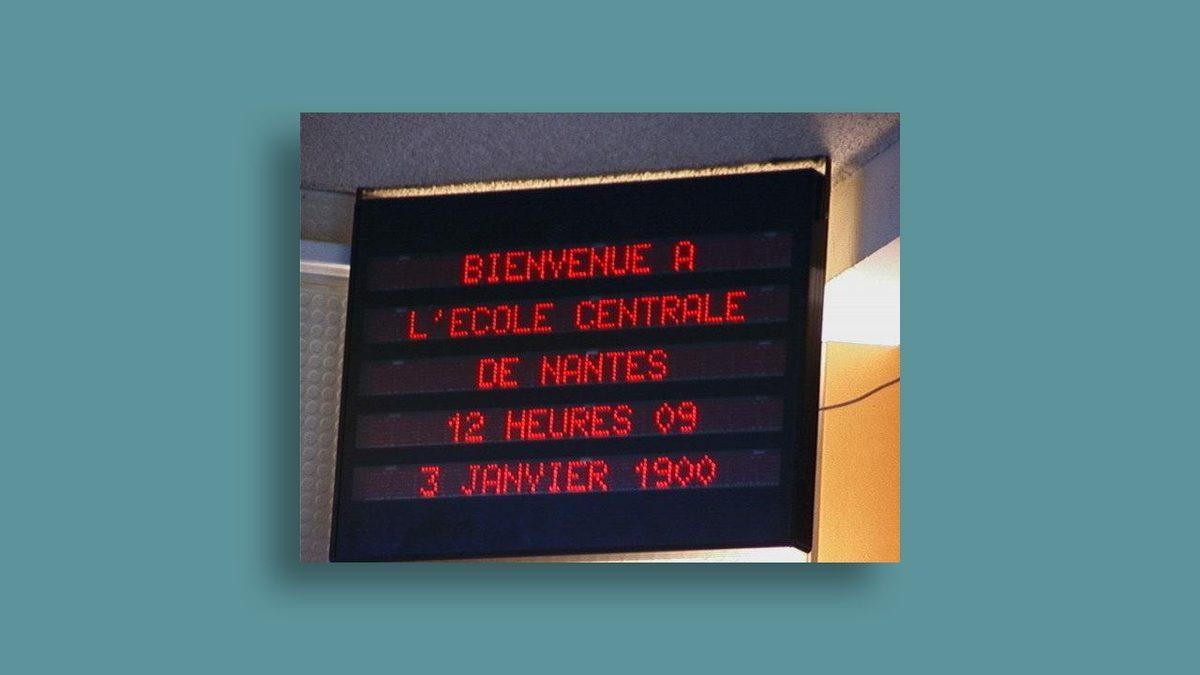 BIENVENUE A
L'ECOLE CENTRALE
DE NANTES
12 HEURES 09
3 JANVIER 1900